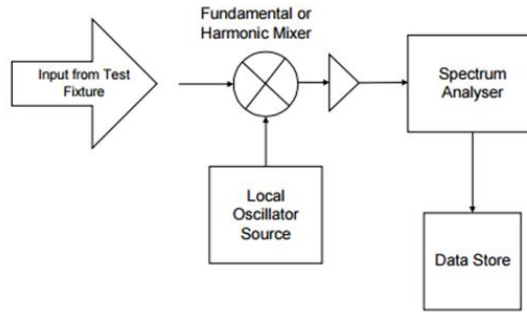 Fundamental or
Harmonic Mixer
Input from Test
Fixture
Spectrum
Analyser
Local
Oscillator
Source
Data Store